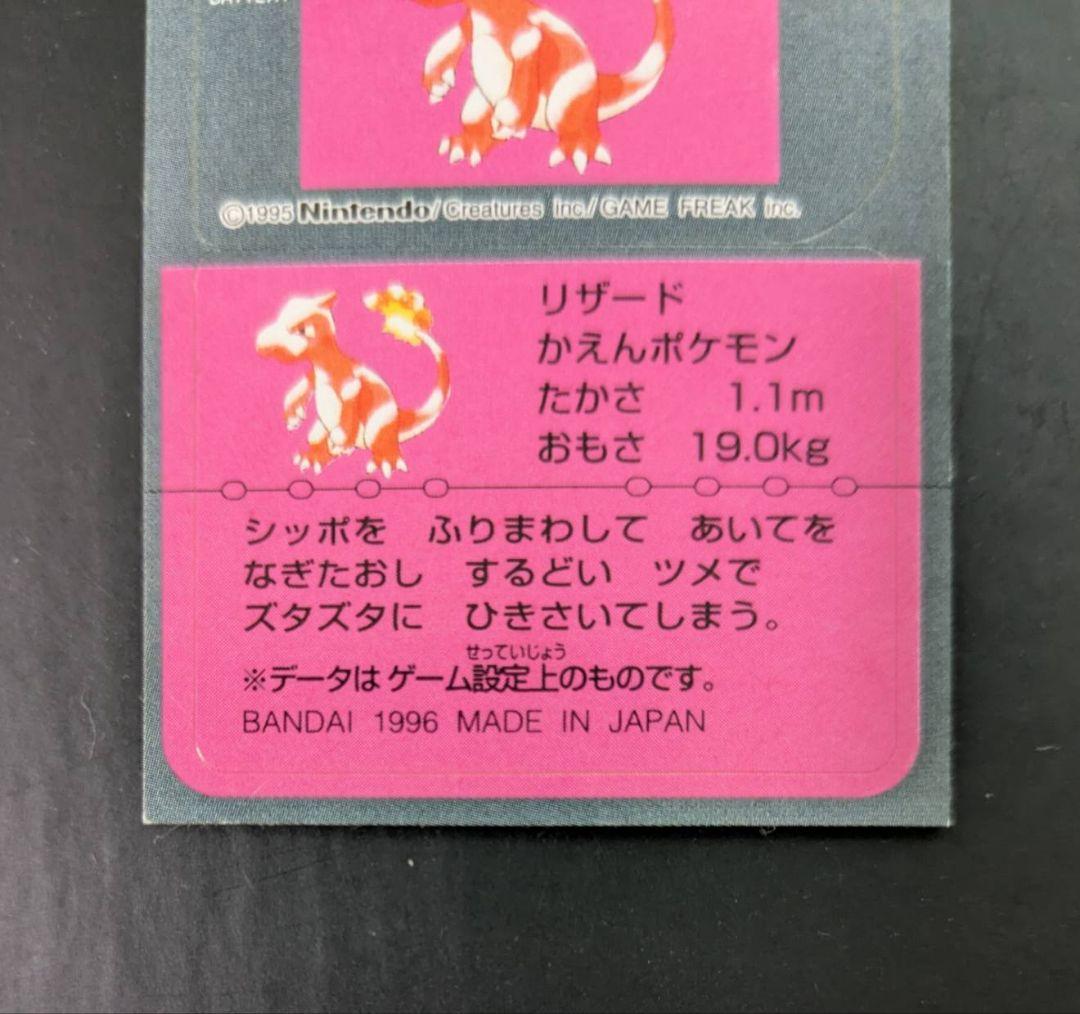 BATTERY
©1995 Nintendo/Creatures inc./GAME FREAK inc.
リザード
かえんポケモン
たかさ 1.1m
おもさ 19.0kg
シッポを ふりまわして あいてを
なぎたおし するどい ツメで
ズタズタに ひきさいてしまう。
せっていじょう
※データは ゲーム設定上のものです。
BANDAI 1996 MADE IN JAPAN